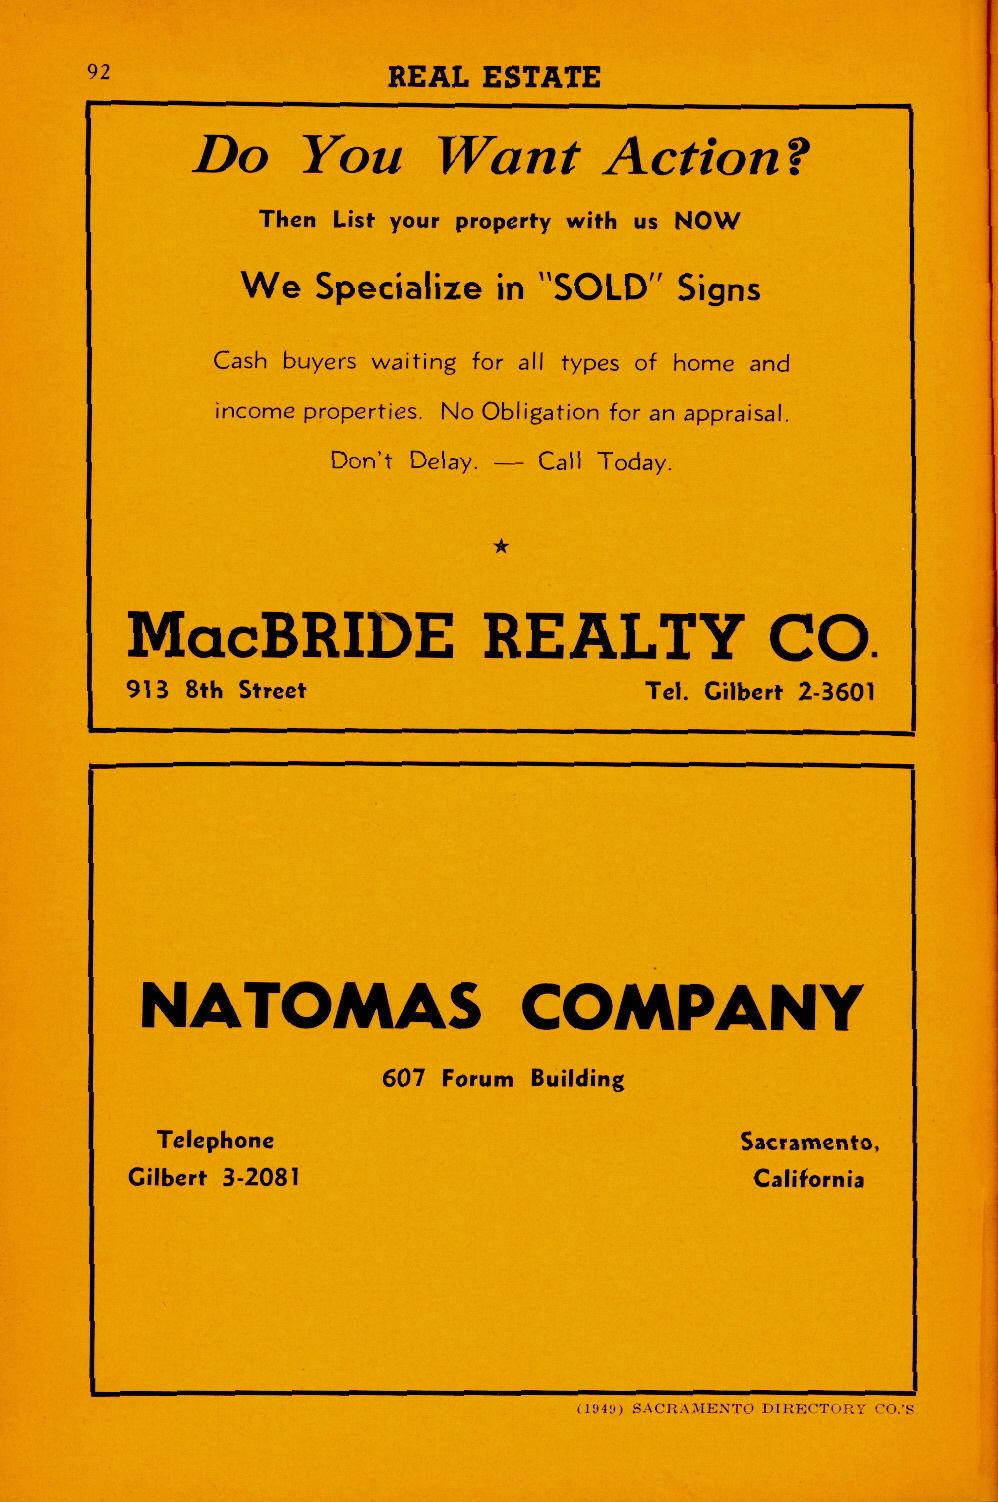 92
REAL ESTATE
Do You Want Action?
Then List your property with us NOW
We Specialize in "SOLD" Signs
Cash buyers waiting for all types of home and
income properties. No Obligation for an appraisal.
Don't Delay. — Call Today.
★
MacBRIDE REALTY CO.
913 8th Street Tel. Gilbert 2-3601
NATOMAS COMPANY
607 Forum Building
Telephone Sacramento,
Gilbert 3-2081 California
(1949) SACRAMENTO DIRECTORY CO.'S